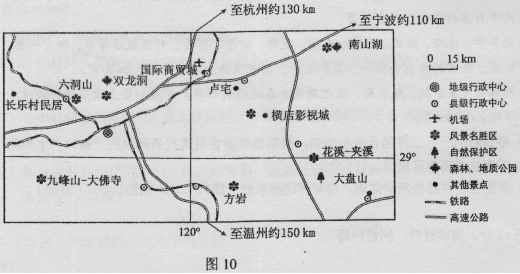 至杭州约130 km
至宁波约110 km
南山湖
国际商贸城
双龙洞
六洞山
卢宅
长乐村民居
横店影视城
花溪-夹溪
29°
大盘山
九峰山-大佛寺
方岩
120°
至温州约150 km
0 15 km
地级行政中心
县级行政中心
机场
风景名胜区
自然保护区
森林、地质公园
其他景点
铁路
高速公路
图 10